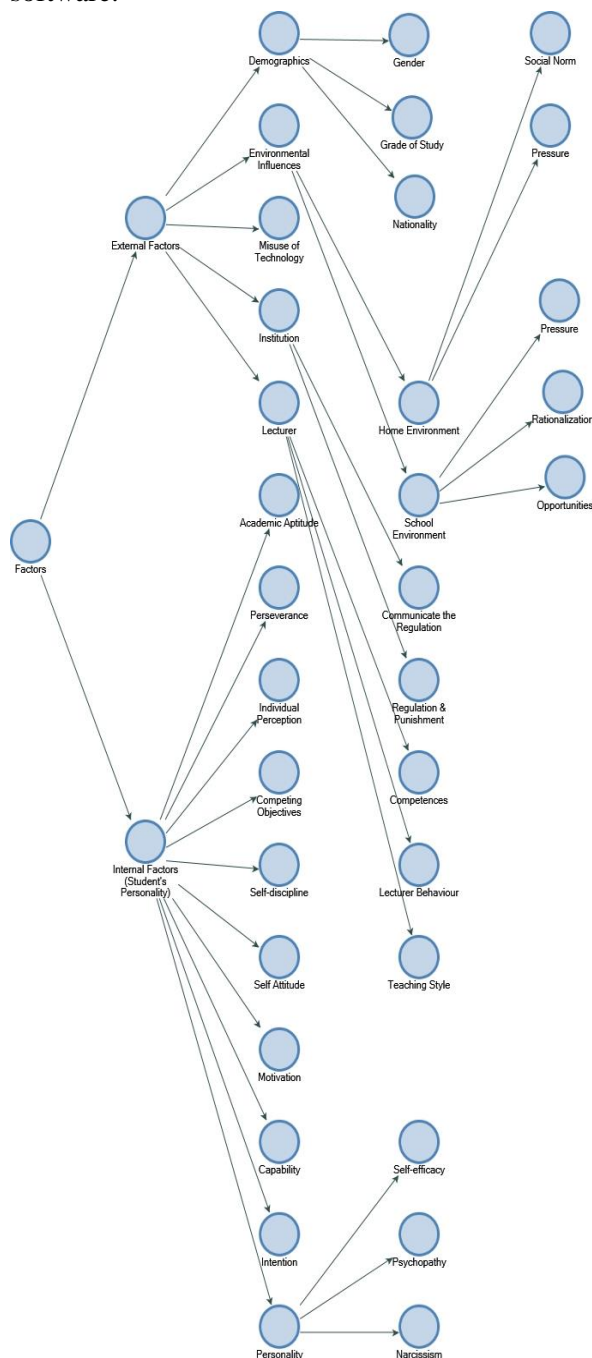 software.
Demographics
Gender
Social Norm
Grade of Study
Environmental
Influences
Pressure
Nationality
External Factors
Misuse of
Technology
Institution
Pressure
Lecturer
Home Environment
Rationalization
Academic Aptitude
School
Environment
Opportunities
Factors
Perseverance
Communicate the
Regulation
Individual
Perception
Regulation &
Punishment
Competing
Objectives
Competences
Internal Factors
(Student's
Personality)
Self-discipline
Lecturer Behaviour
Self Attitude
Teaching Style
Motivation
Capability
Self-efficacy
Intention
Psychopathy
Personality
Narcissism